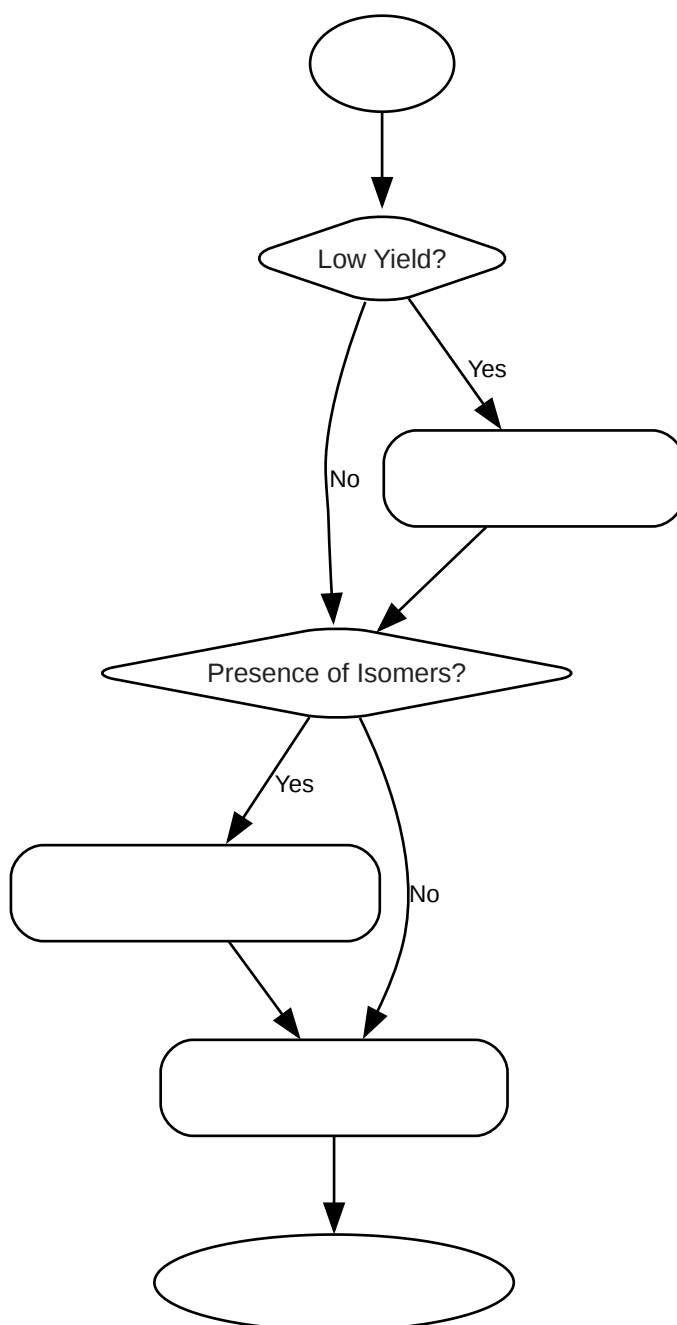 Low Yield?
Yes
No
Presence of Isomers?
Yes
No